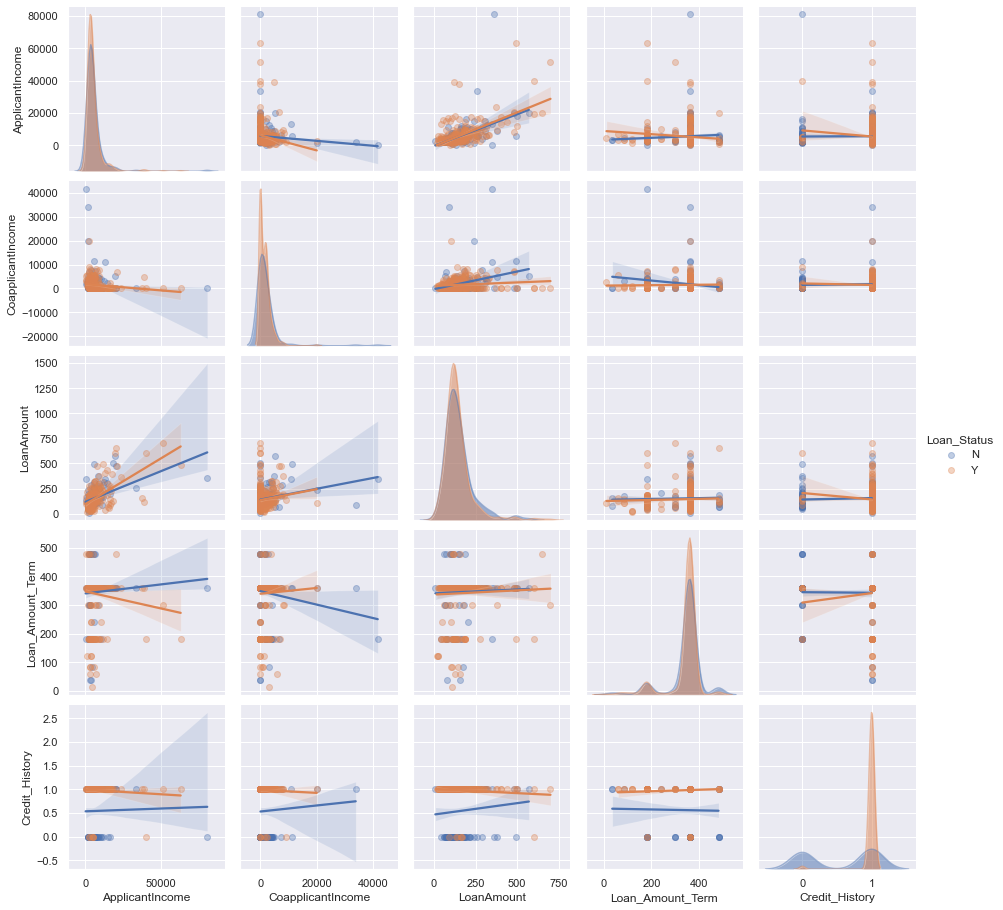 80000
60000
40000
20000
0
ApplicantIncome
40000
30000
20000
10000
0
−10000
−20000
CoapplicantIncome
1500
1250
1000
750
500
250
0
LoanAmount
Loan_Status
N
Y
500
400
300
200
100
0
Loan_Amount_Term
2.5
2.0
1.5
1.0
0.5
0.0
−0.5
Credit_History
0 50000
ApplicantIncome
0 20000 40000
CoapplicantIncome
0 250 500 750
LoanAmount
0 200 400
Loan_Amount_Term
0 1
Credit_History